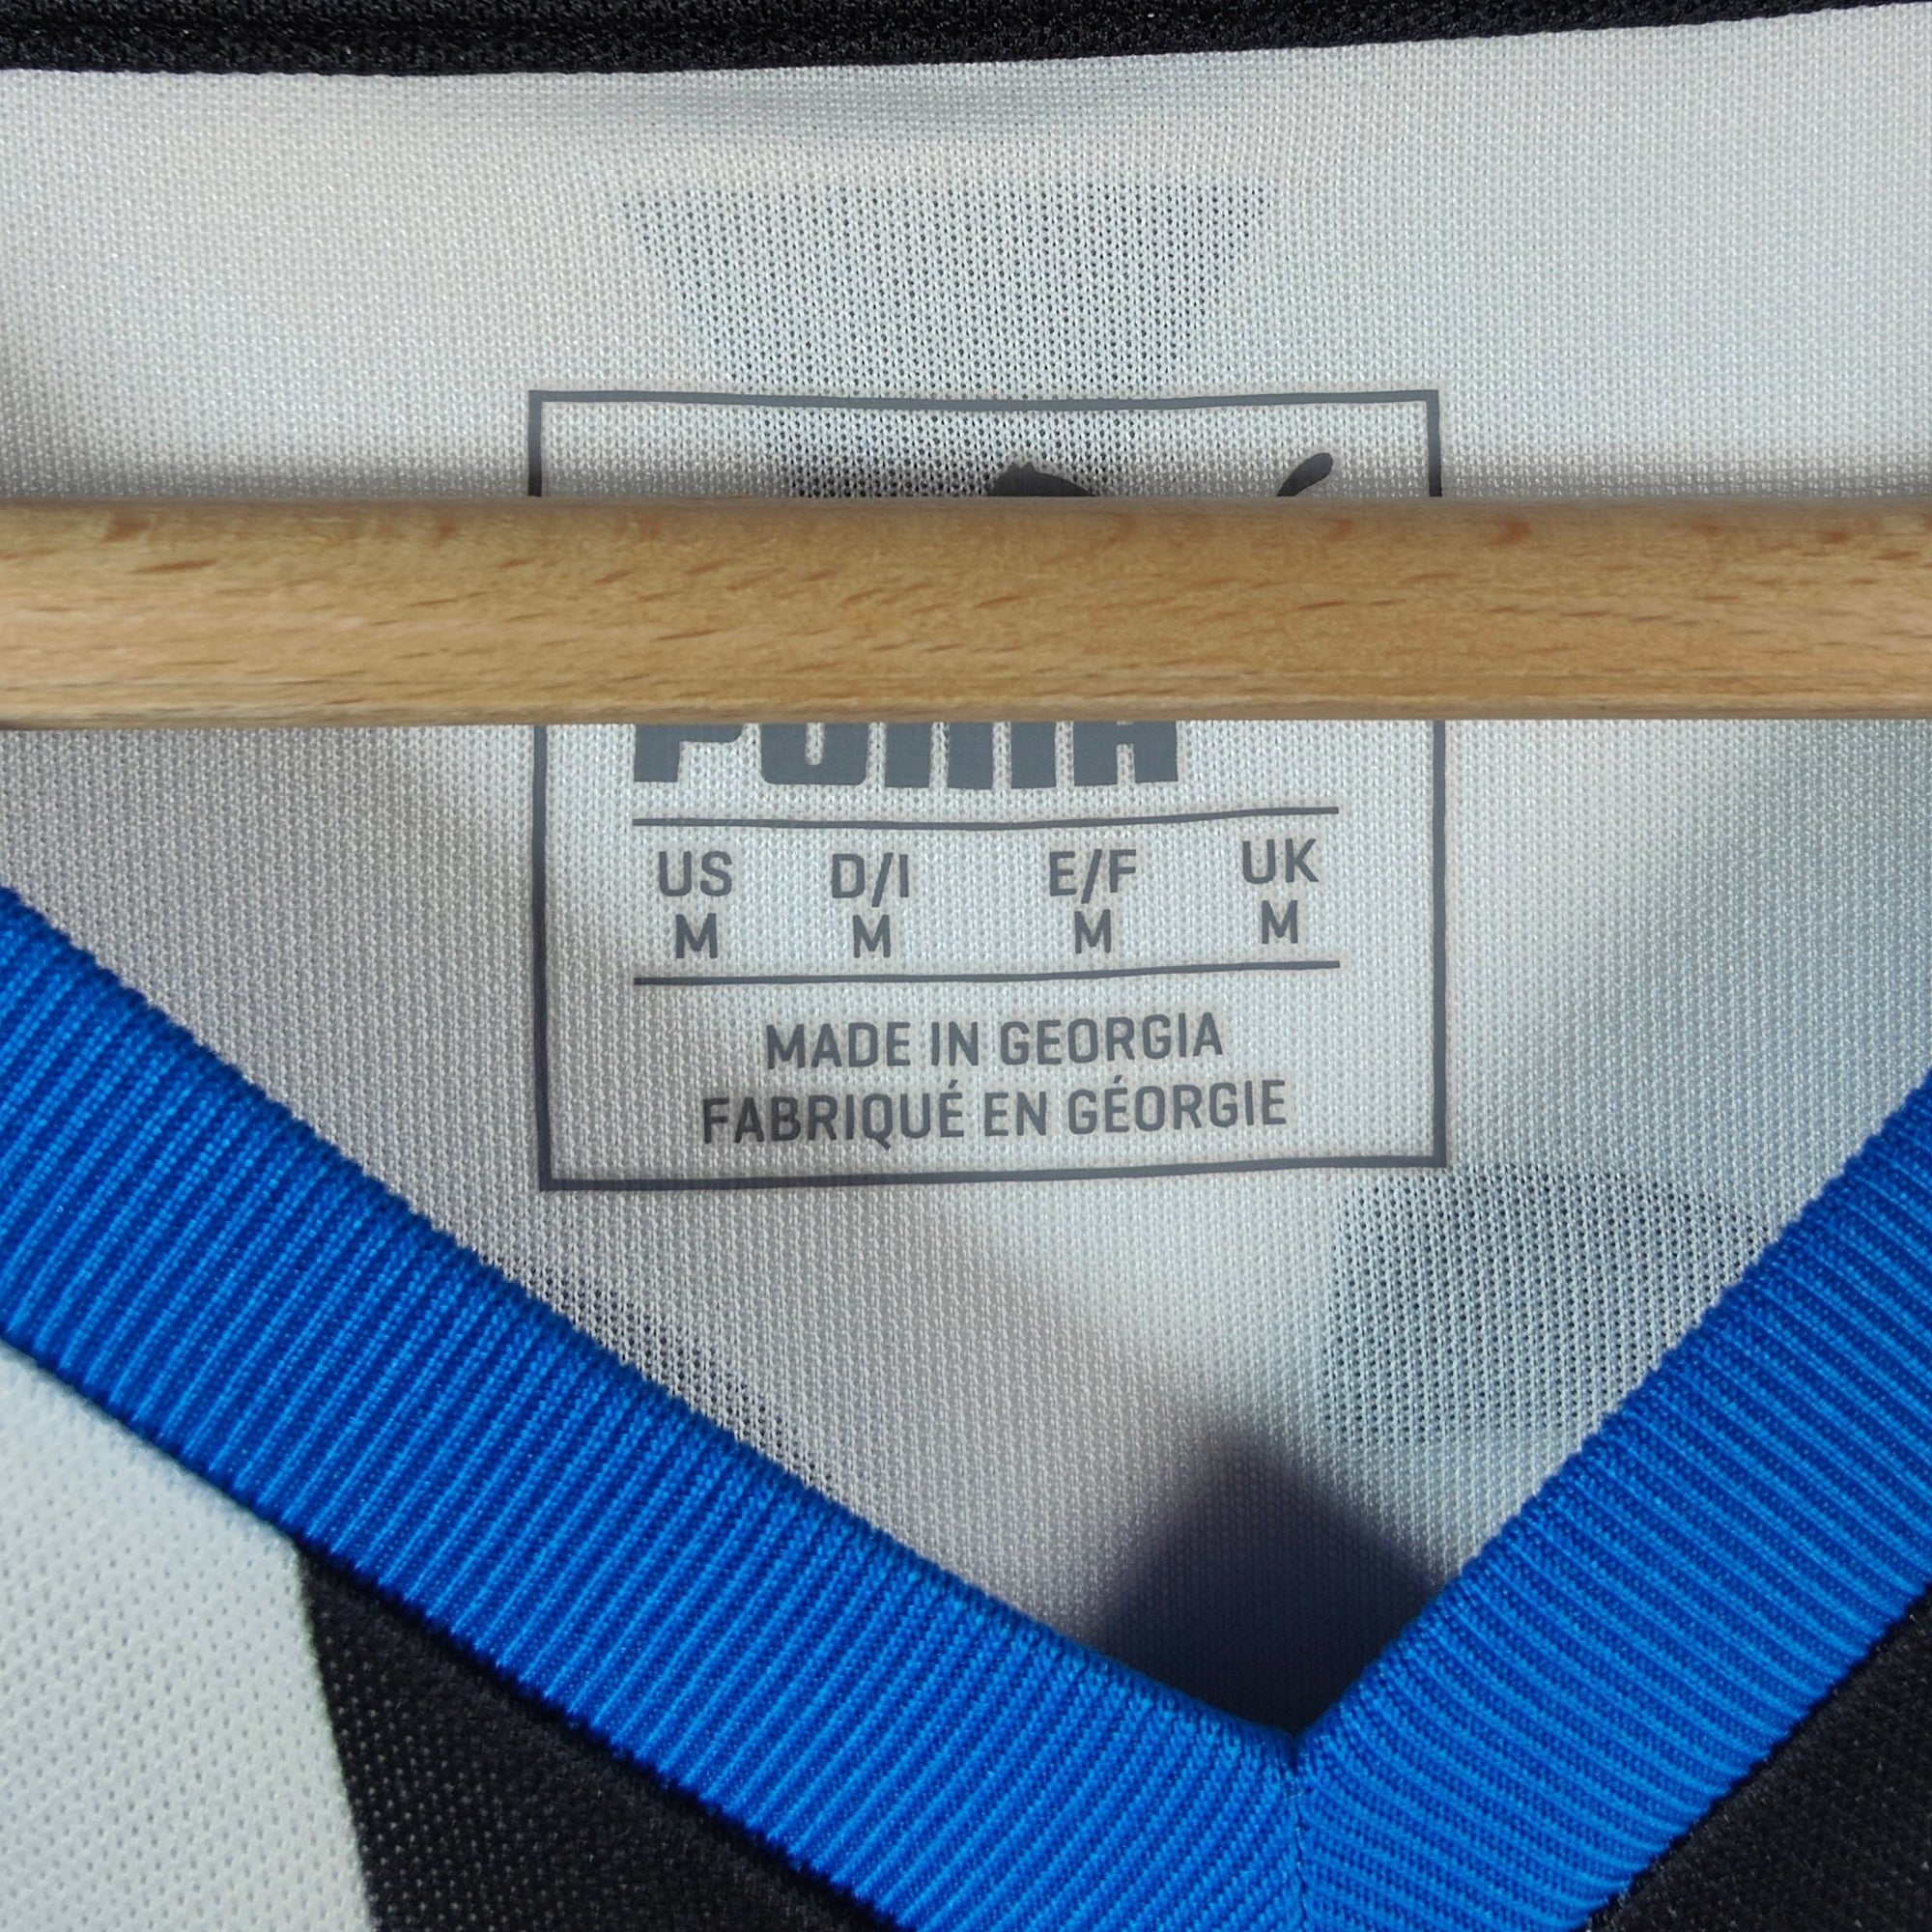 PUMA
US D/I E/F UK
M M M M
MADE IN GEORGIA
FABRIQUÉ EN GÉORGIE